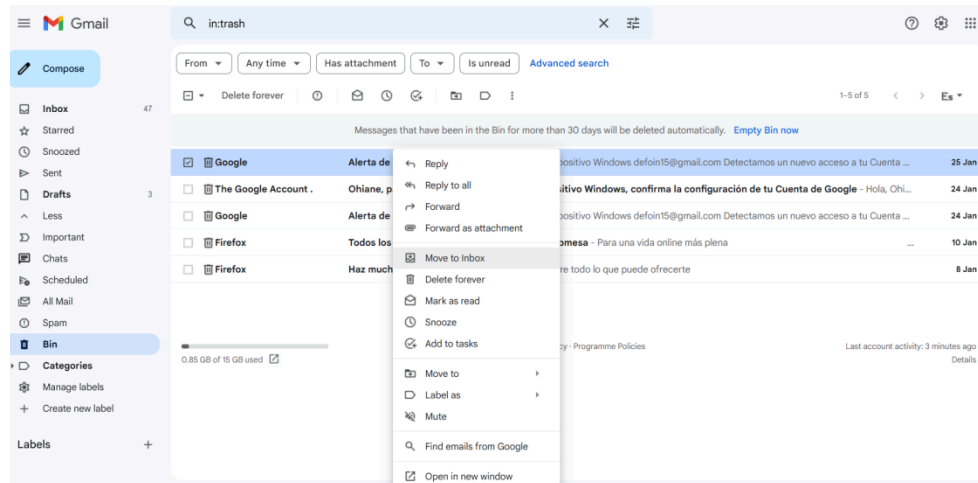 Gmail
in:trash
Compose
From
Any time
Has attachment
To
Is unread
Advanced search
Delete forever
1–5 of 5
Es
Inbox 47
Starred
Snoozed
Sent
Drafts 3
Less
Important
Chats
Scheduled
All Mail
Spam
Bin
Categories
Manage labels
Create new label
Labels
Messages that have been in the Bin for more than 30 days will be deleted automatically. Empty Bin now
Google Alerta de positivo Windows defoin15@gmail.com Detectamos un nuevo acceso a tu Cuenta ... 25 Jan
The Google Account . Ohiane, p sitivo Windows, confirma la configuración de tu Cuenta de Google - Hola, Ohi... 24 Jan
Google Alerta de positivo Windows defoin15@gmail.com Detectamos un nuevo acceso a tu Cuenta ... 24 Jan
Firefox Todos los omesa - Para una vida online más plena ... 10 Jan
Firefox Haz much re todo lo que puede ofrecerte 8 Jan
Reply
Reply to all
Forward
Forward as attachment
Move to Inbox
Delete forever
Mark as read
Snooze
Add to tasks
Move to
Label as
Mute
Find emails from Google
Open in new window
0.85 GB of 15 GB used
cy · Programme Policies
Last account activity: 3 minutes ago
Details